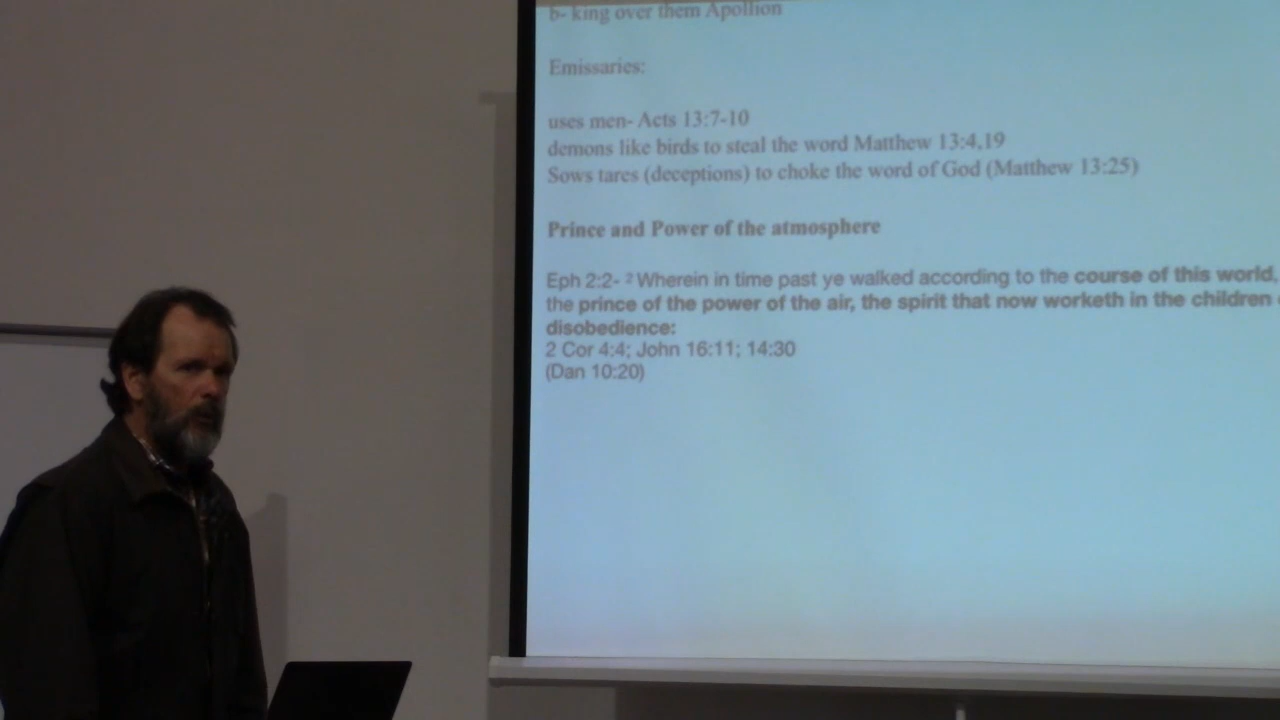 b- king over them Apollion
Emissaries:
uses men- Acts 13:7-10
demons like birds to steal the word Matthew 13:4,19
Sows tares (deceptions) to choke the word of God (Matthew 13:25)
Prince and Power of the atmosphere
Eph 2:2- ² Wherein in time past ye walked according to the course of this world,
the prince of the power of the air, the spirit that now worketh in the children
disobedience:
2 Cor 4:4; John 16:11; 14:30
(Dan 10:20)